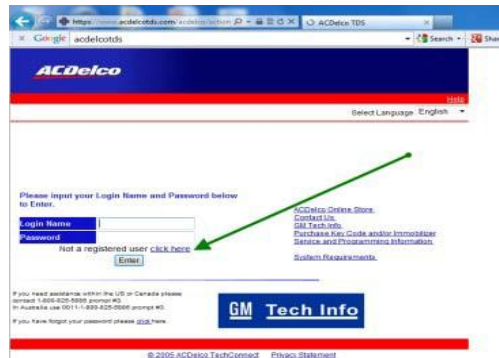 https://www.acdelcotds.com/acdelco/action
ACDelco TDS
x Google acdelcotds
Search
Shar
ACDelco
Help
Select Language English
Please input your Login Name and Password below
to Enter.
Login Name
Password
Not a registered user click here
Enter
ACDelco Online Store
Contact Us
GM Tech Info
Purchase Key Code and/or Immobilizer
Service and Programming Information
System Requirements
If you need assistance within the US or Canada please
contact 1-800-825-5886 prompt #3.
In Australia use 0011-1-800-825-5886 prompt #3.
If you have forgot your password please click here.
GM Tech Info
© 2005 ACDelco TechConnect Privacy Statement